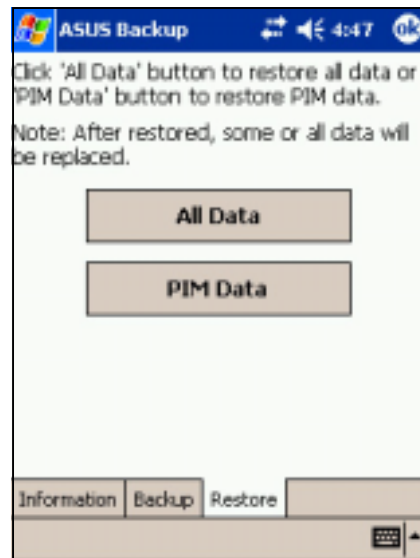 ASUS Backup 4:47 ok
Click 'All Data' button to restore all data or
'PIM Data' button to restore PIM data.
Note: After restored, some or all data will
be replaced.
All Data
PIM Data
Information Backup Restore